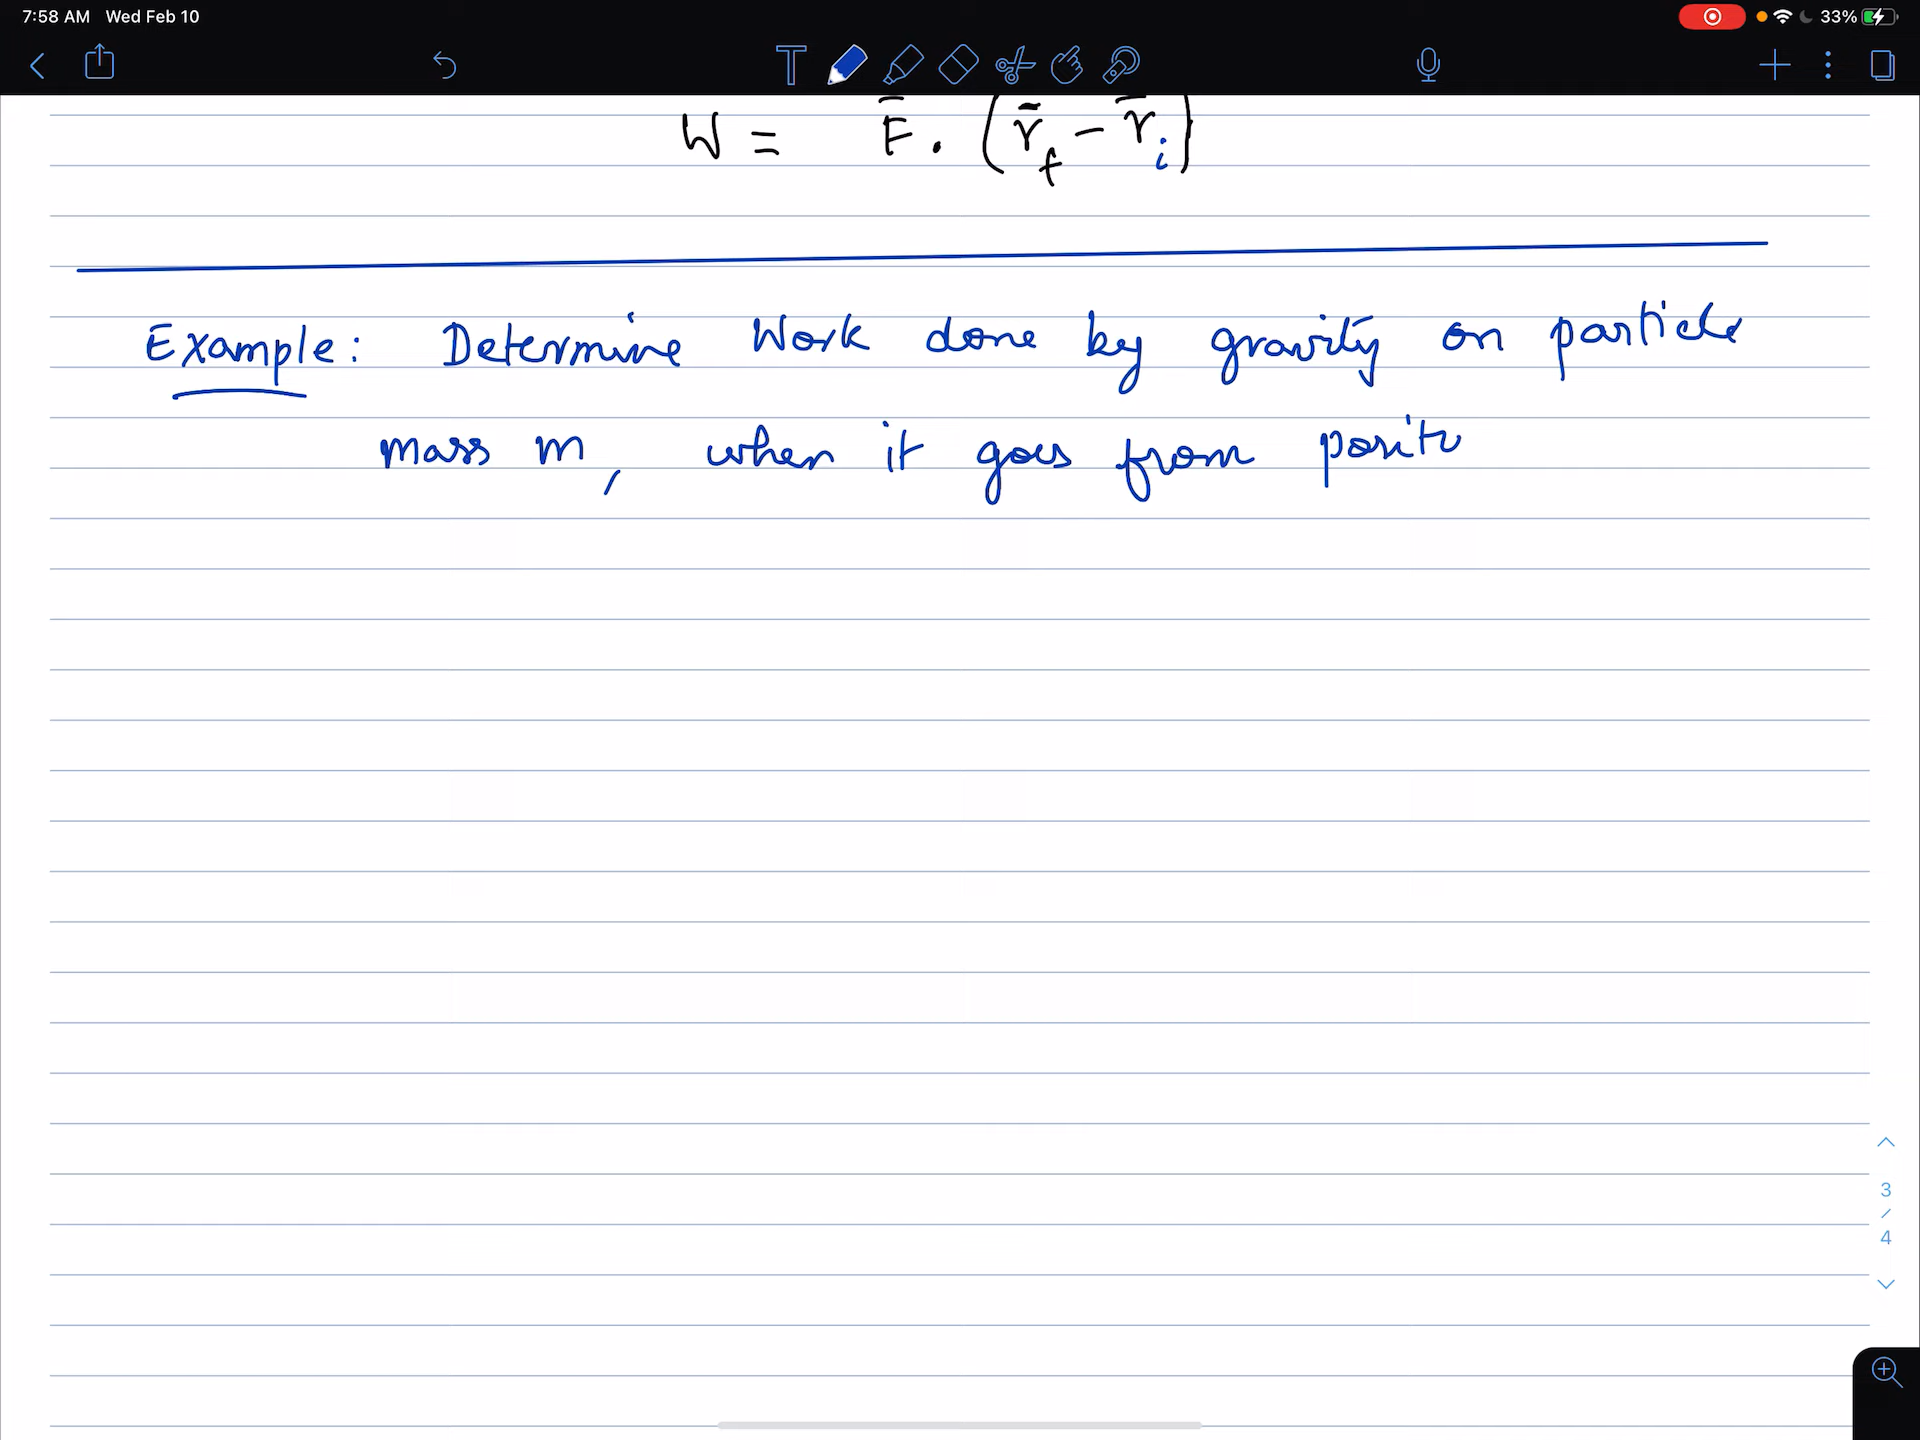 7:58 AM Wed Feb 10 33%
W = F̄ . (r̄f - r̄i)
Example: Determine Work done by gravity on particle
mass m, when it goes from positu
3
/
4